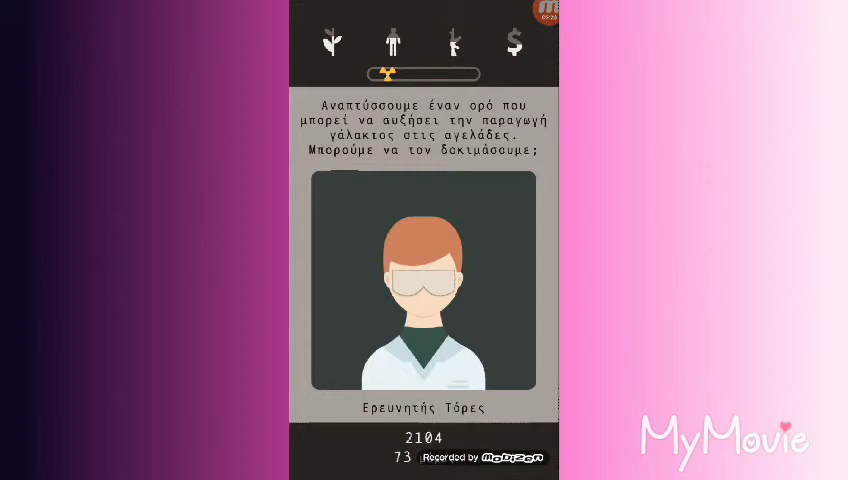 $
Αναπτύσσουμε έναν ορό που
μπορεί να αυξήσει την παραγωγή
γάλακτος στις αγελάδες.
Μπορούμε να τον δοκιμάσουμε;
Ερευνητής Τόρες
2104
73
Recorded by mobizen
MyMovie